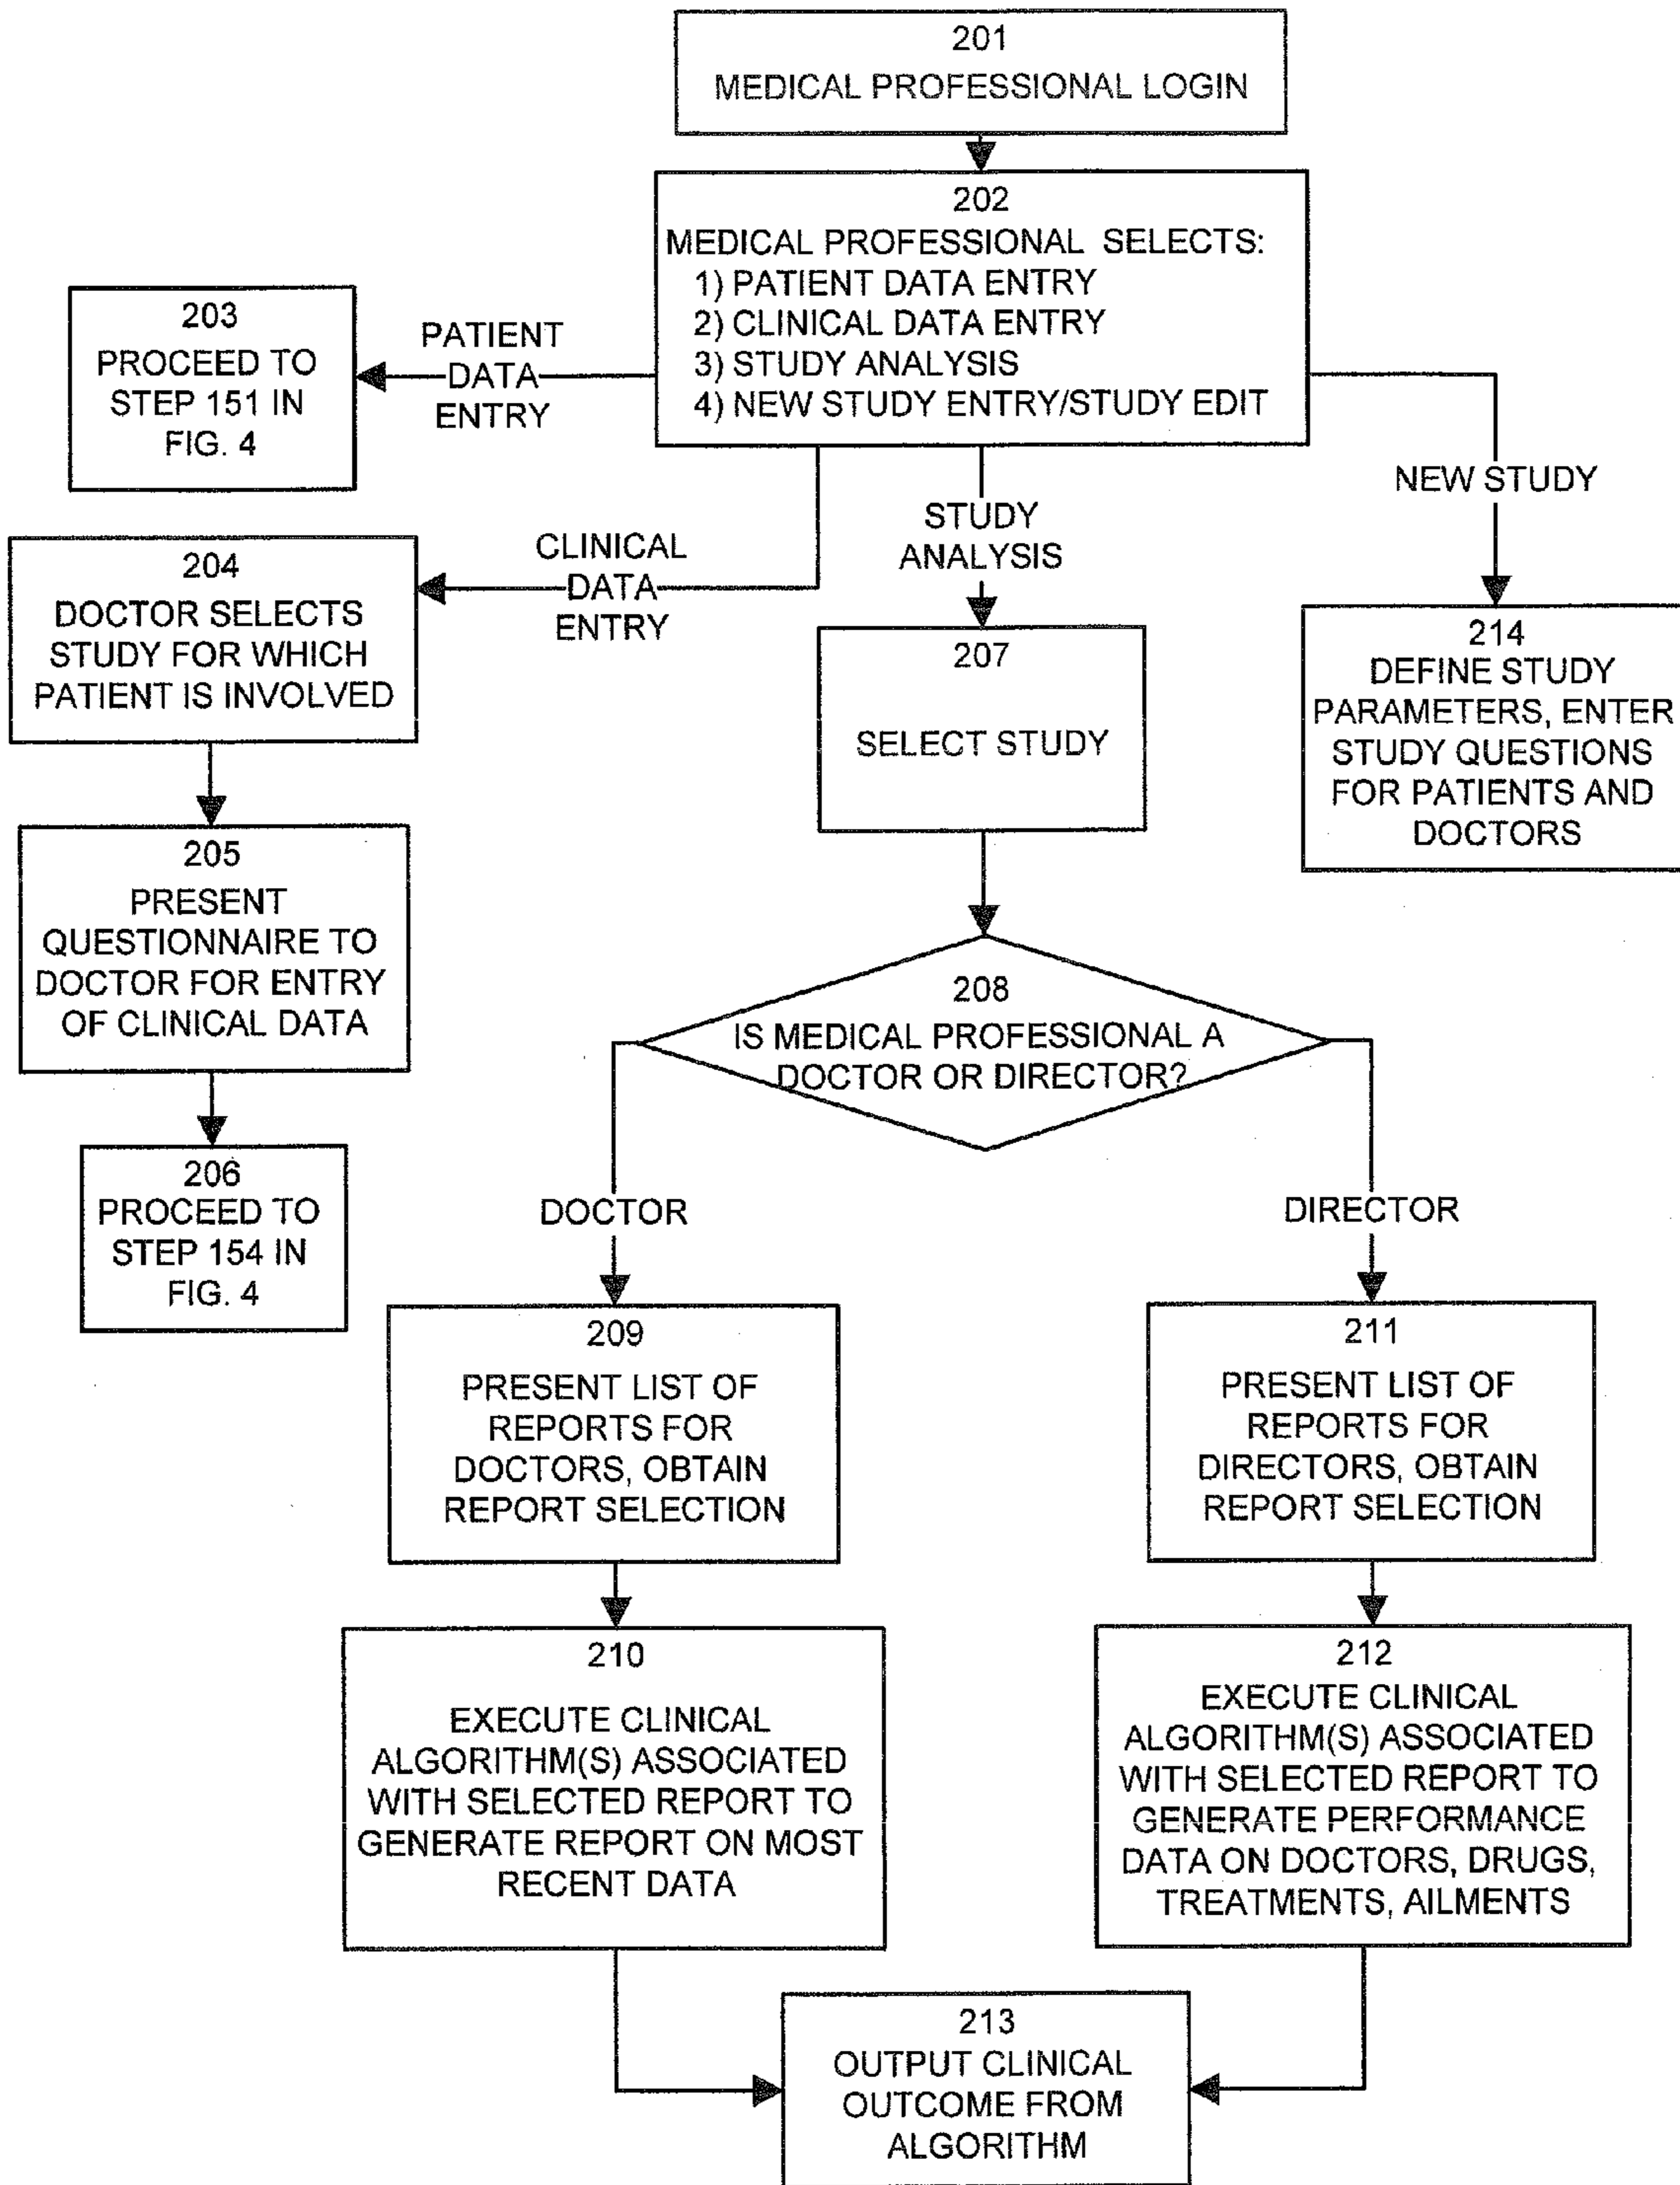 201
MEDICAL PROFESSIONAL LOGIN
202
MEDICAL PROFESSIONAL SELECTS:
1) PATIENT DATA ENTRY
2) CLINICAL DATA ENTRY
3) STUDY ANALYSIS
4) NEW STUDY ENTRY/STUDY EDIT
PATIENT
DATA
ENTRY
203
PROCEED TO
STEP 151 IN
FIG. 4
CLINICAL
DATA
ENTRY
204
DOCTOR SELECTS
STUDY FOR WHICH
PATIENT IS INVOLVED
205
PRESENT
QUESTIONNAIRE TO
DOCTOR FOR ENTRY
OF CLINICAL DATA
206
PROCEED TO
STEP 154 IN
FIG. 4
STUDY
ANALYSIS
207
SELECT STUDY
NEW STUDY
214
DEFINE STUDY
PARAMETERS, ENTER
STUDY QUESTIONS
FOR PATIENTS AND
DOCTORS
208
IS MEDICAL PROFESSIONAL A
DOCTOR OR DIRECTOR?
DOCTOR
209
PRESENT LIST OF
REPORTS FOR
DOCTORS, OBTAIN
REPORT SELECTION
210
EXECUTE CLINICAL
ALGORITHM(S) ASSOCIATED
WITH SELECTED REPORT TO
GENERATE REPORT ON MOST
RECENT DATA
DIRECTOR
211
PRESENT LIST OF
REPORTS FOR
DIRECTORS, OBTAIN
REPORT SELECTION
212
EXECUTE CLINICAL
ALGORITHM(S) ASSOCIATED
WITH SELECTED REPORT TO
GENERATE PERFORMANCE
DATA ON DOCTORS, DRUGS,
TREATMENTS, AILMENTS
213
OUTPUT CLINICAL
OUTCOME FROM
ALGORITHM